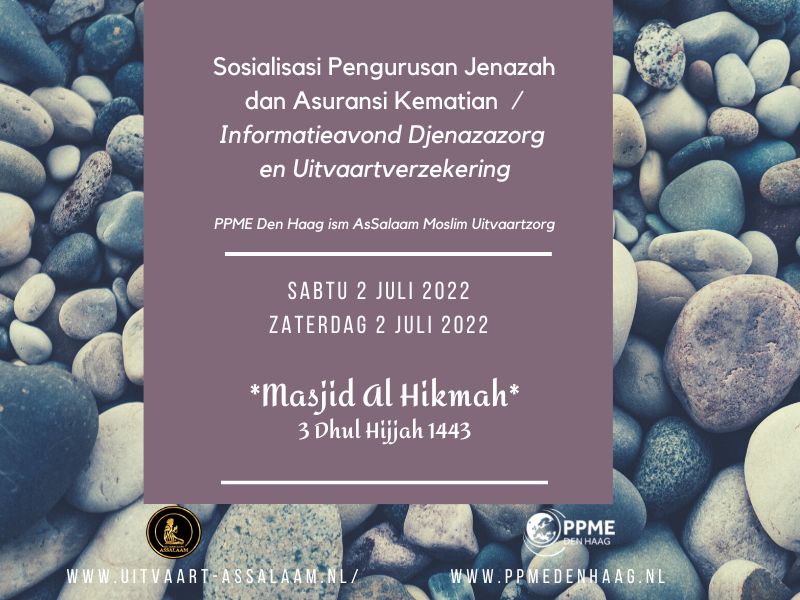 Sosialisasi Pengurusan Jenazah
dan Asuransi Kematian /
Informatieavond Djenazazorg
en Uitvaartverzekering
PPME Den Haag ism AsSalaam Moslim Uitvaartzorg
SABTU 2 JULI 2022
ZATERDAG 2 JULI 2022
*Masjid Al Hikmah*
3 Dhul Hijjah 1443
ASSALAAM
PPME
DEN HAAG
WWW.UITVAART-ASSALAAM.NL/
WWW.PPMEDENHAAG.NL